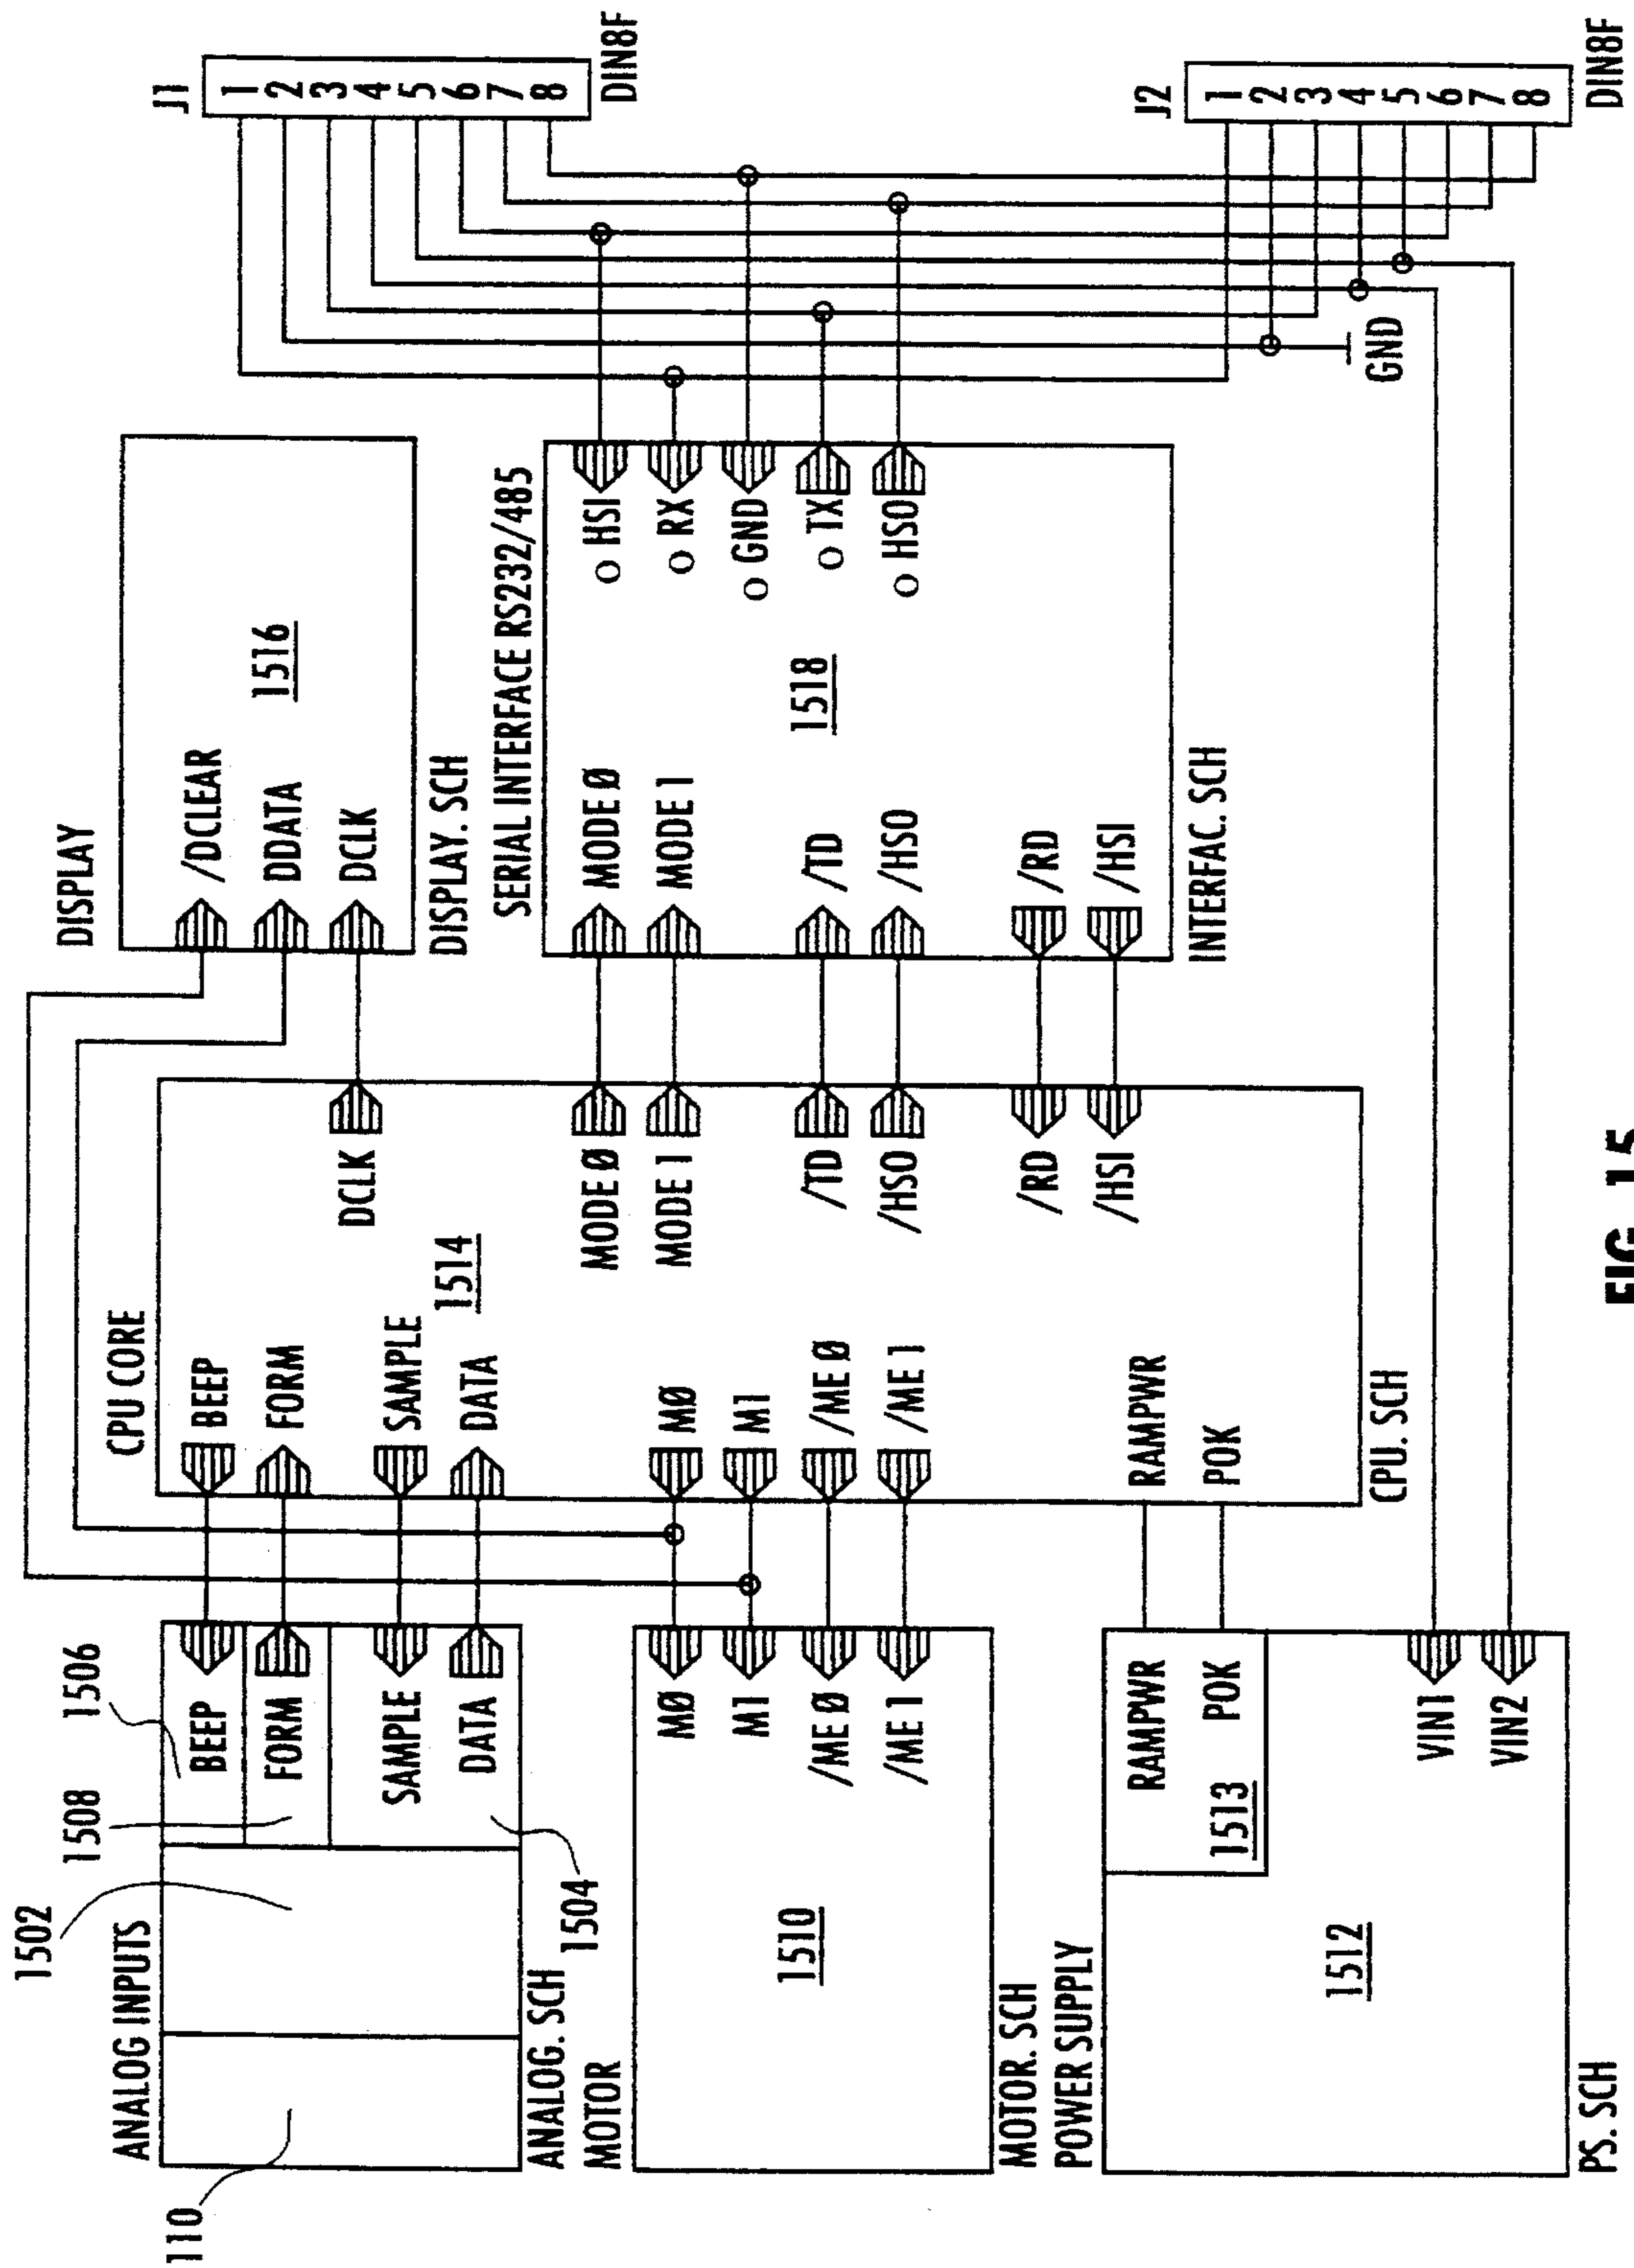 ANALOG INPUTS
110
1502
1508
1506
1504
BEEP
FORM
SAMPLE
DATA
ANALOG. SCH
MOTOR
1510
MØ
M1
/ME Ø
/ME 1
MOTOR. SCH
POWER SUPPLY
1512
1513
RAMPWR
POK
VIN1
VIN2
PS. SCH
CPU CORE
BEEP
FORM
SAMPLE
DATA
1514
MØ
M1
/ME Ø
/ME 1
RAMPWR
POK
DCLK
MODE Ø
MODE 1
/TD
/HSO
/RD
/HSI
CPU. SCH
DISPLAY
/DCLEAR
DDATA
DCLK
1516
DISPLAY. SCH
SERIAL INTERFACE RS232/485
MODE Ø
MODE 1
/TD
/HSO
/RD
/HSI
1518
O HSI
O RX
O GND
O TX
O HSO
INTERFAC. SCH
GND
J1
1
2
3
4
5
6
7
8
DIN8F
J2
1
2
3
4
5
6
7
8
DIN8F
FIG. 15